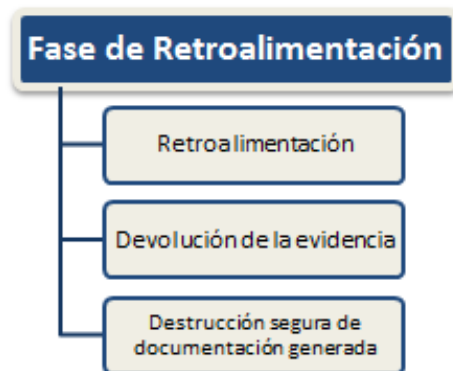 Fase de Retroalimentación
Retroalimentación
Devolución de la evidencia
Destrucción segura de
documentación generada